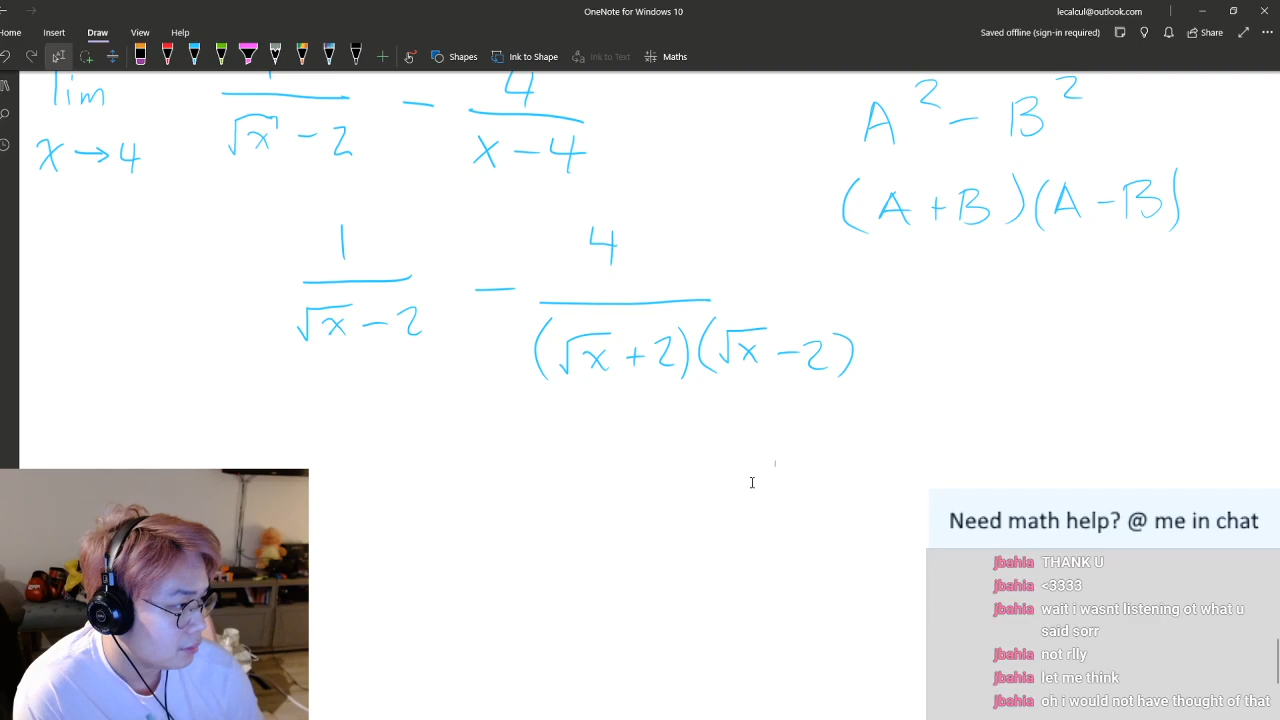 OneNote for Windows 10
lecalcul@outlook.com
Home Insert Draw View Help
Saved offline (sign-in required) Share
Shapes Ink to Shape Ink to Text Maths
lim x→4 1/(√x − 2) − 4/(x − 4)
A² − B²
(A + B)(A − B)
1/(√x − 2) − 4/((√x + 2)(√x − 2))
Need math help? @ me in chat
jbahia THANK U
jbahia <3333
jbahia wait i wasnt listening ot what u
said sorr
jbahia not rlly
jbahia let me think
jbahia oh i would not have thought of that